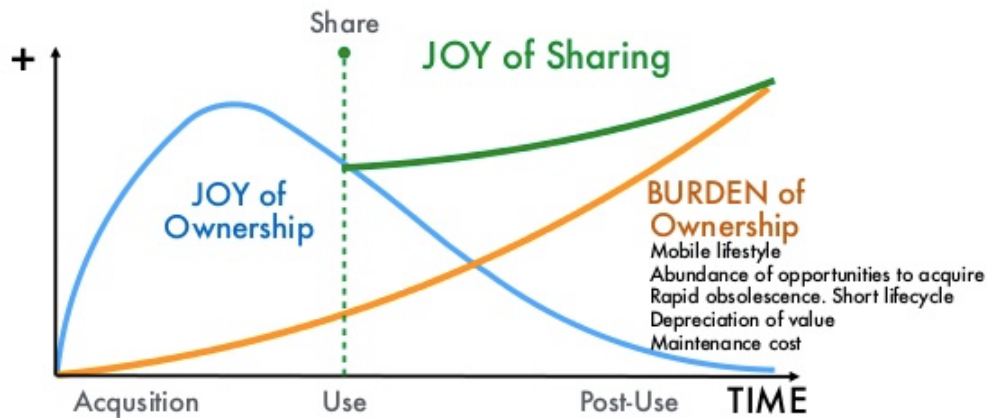 Share
+
JOY of Sharing
JOY of
Ownership
BURDEN of
Ownership
Mobile lifestyle
Abundance of opportunities to acquire
Rapid obsolescence. Short lifecycle
Depreciation of value
Maintenance cost
Acqusition
Use
Post-Use
TIME